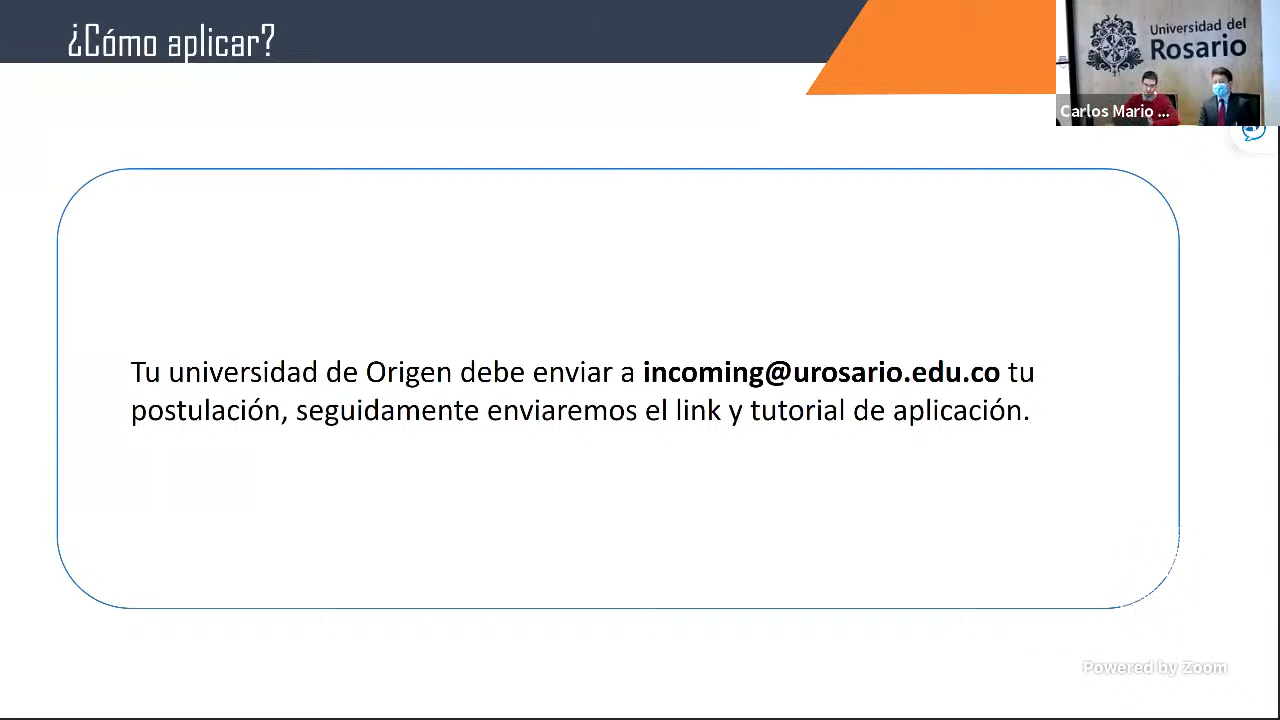 ¿Cómo aplicar?
Universidad del
Rosario
Carlos Mario ...
Tu universidad de Origen debe enviar a incoming@urosario.edu.co tu
postulación, seguidamente enviaremos el link y tutorial de aplicación.
Powered by Zoom